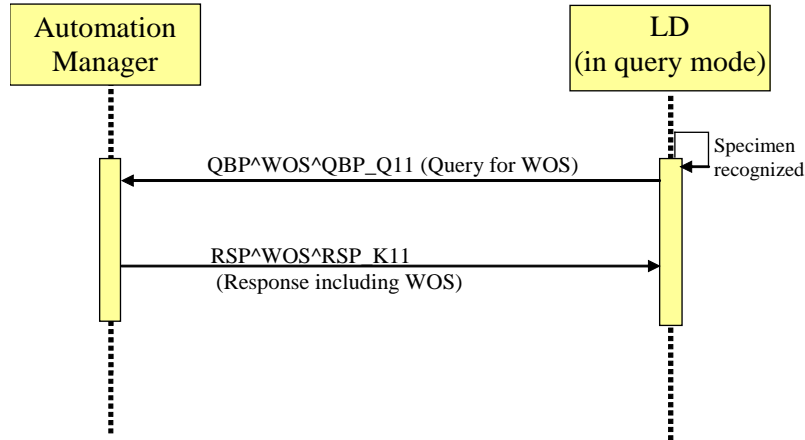 Automation
Manager
LD
(in query mode)
Specimen
recognized
QBP^WOS^QBP_Q11 (Query for WOS)
RSP^WOS^RSP_K11
(Response including WOS)